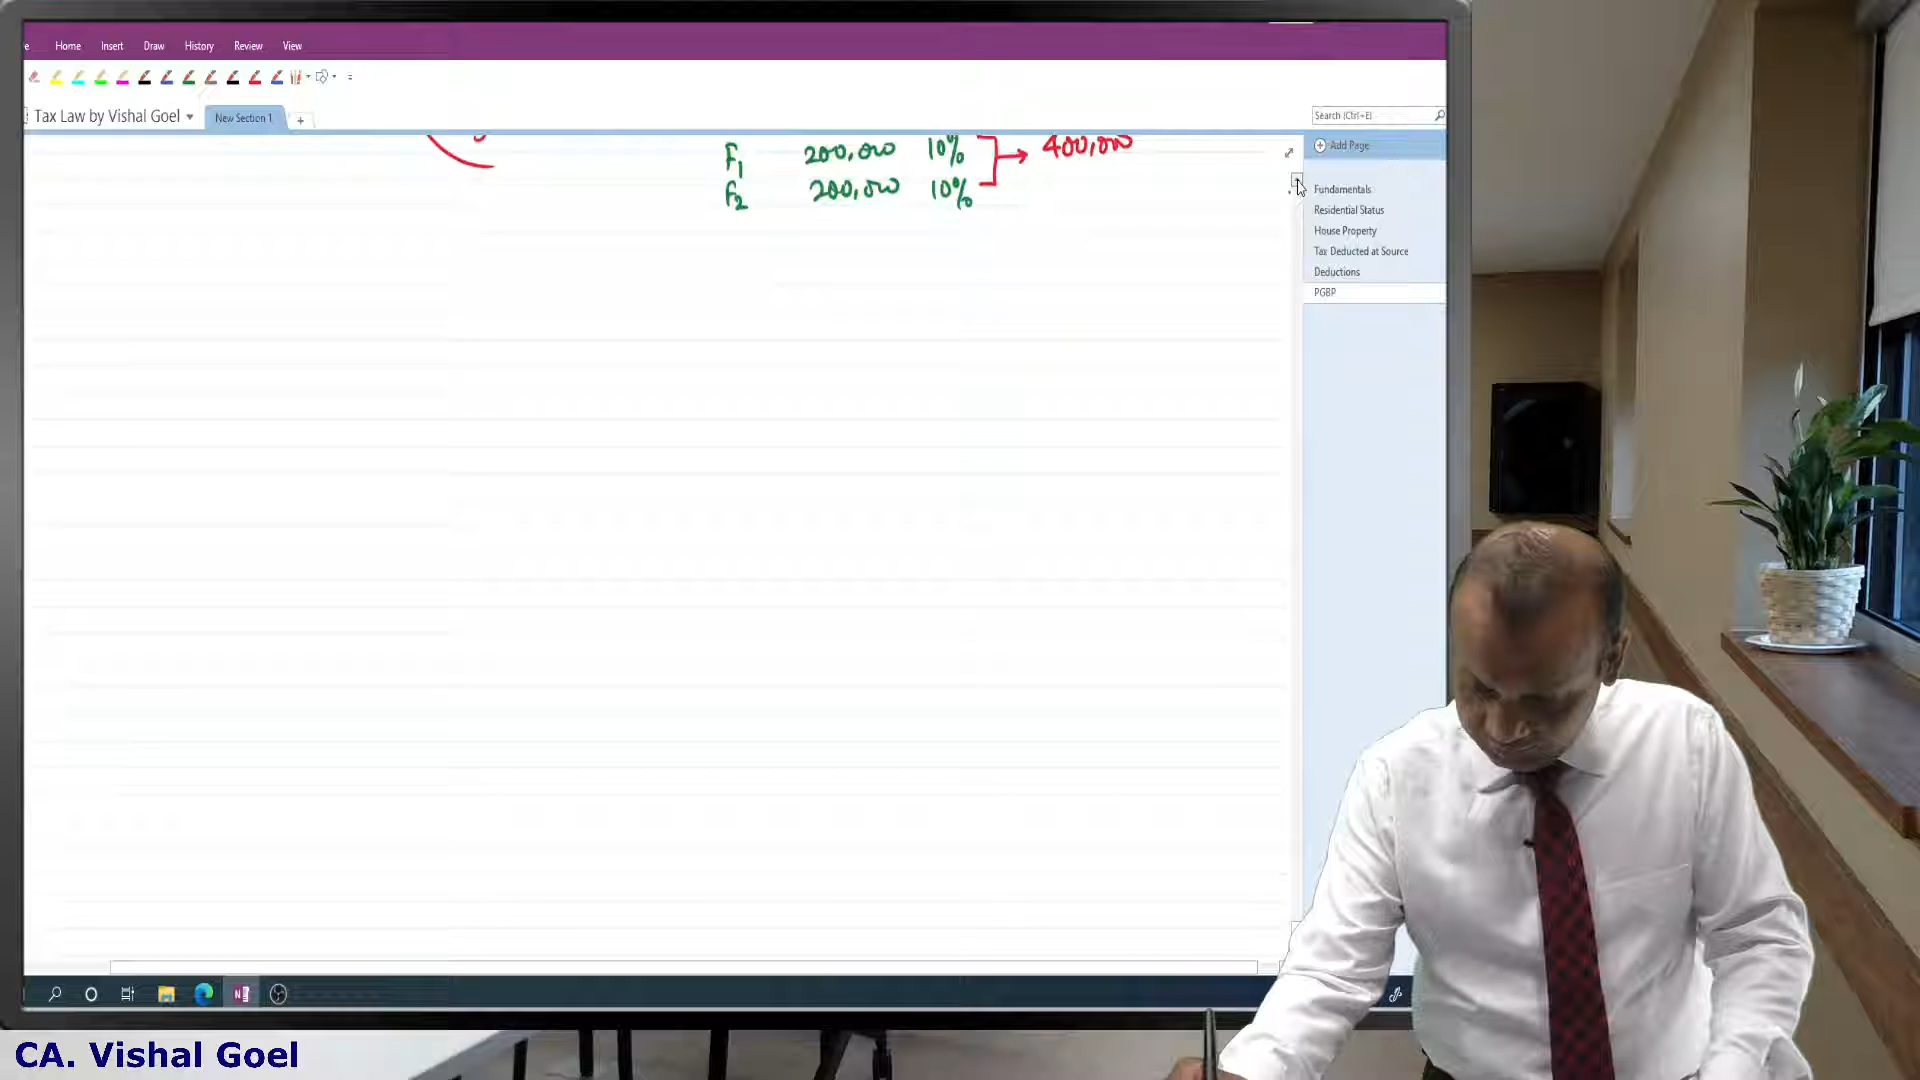 Home Insert Draw History Review View
Tax Law by Vishal Goel New Section 1 +
Search (Ctrl+E)
Add Page
Fundamentals
Residential Status
House Property
Tax Deducted at Source
Deductions
PGBP
F1 200,000 10% → 400,000
F2 200,000 10%
CA. Vishal Goel